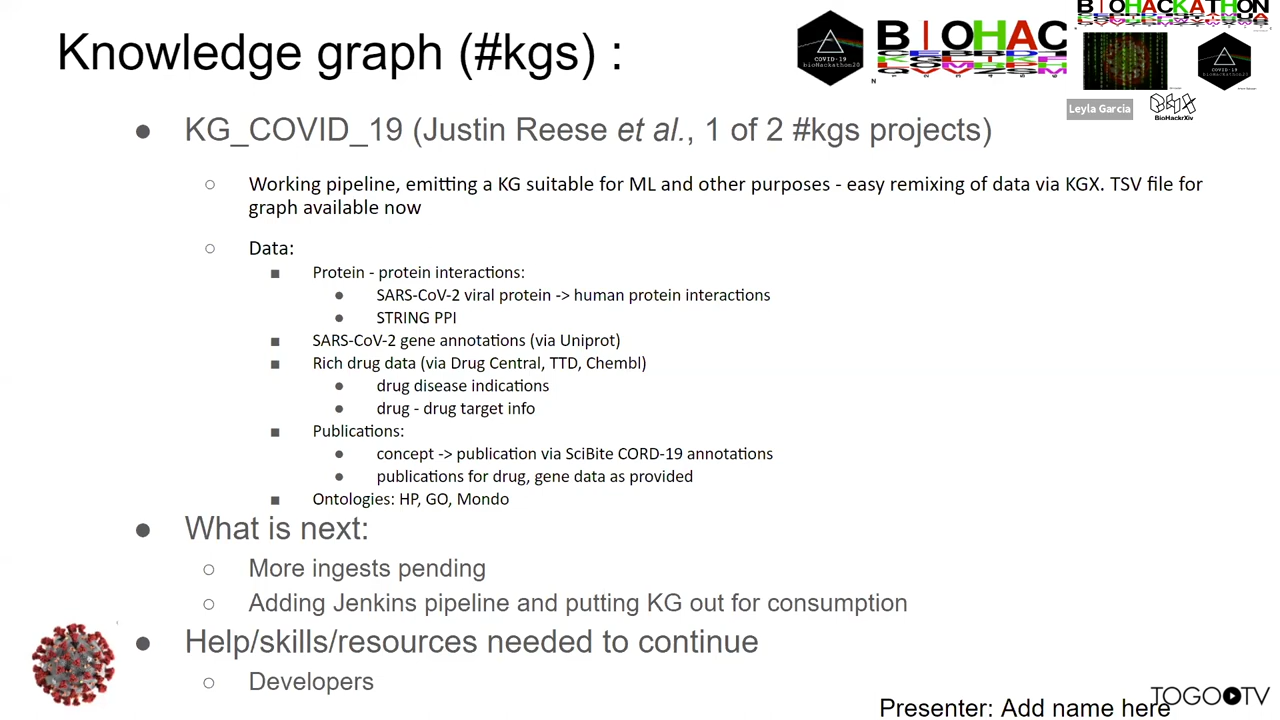 Knowledge graph (#kgs) :
BIOHAC
BIOHACKATHON
COVID-19
bioHackathon20
Leyla Garcia
BioHackrXiv
KG_COVID_19 (Justin Reese et al., 1 of 2 #kgs projects)
Working pipeline, emitting a KG suitable for ML and other purposes - easy remixing of data via KGX. TSV file for
graph available now
Data:
Protein - protein interactions:
SARS-CoV-2 viral protein -> human protein interactions
STRING PPI
SARS-CoV-2 gene annotations (via Uniprot)
Rich drug data (via Drug Central, TTD, Chembl)
drug disease indications
drug - drug target info
Publications:
concept -> publication via SciBite CORD-19 annotations
publications for drug, gene data as provided
Ontologies: HP, GO, Mondo
What is next:
More ingests pending
Adding Jenkins pipeline and putting KG out for consumption
Help/skills/resources needed to continue
Developers
Presenter: Add name here
TOGO TV